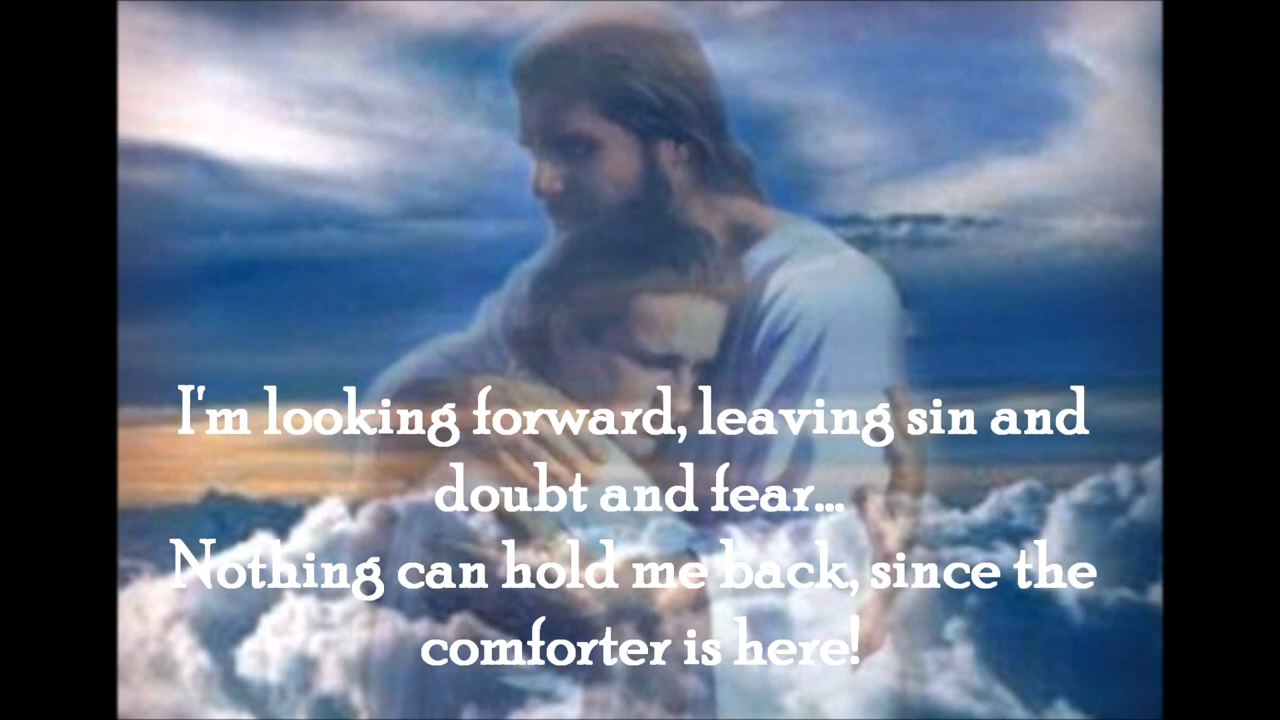 I'm looking forward, leaving sin and
doubt and fear...
Nothing can hold me back, since the
comforter is here!